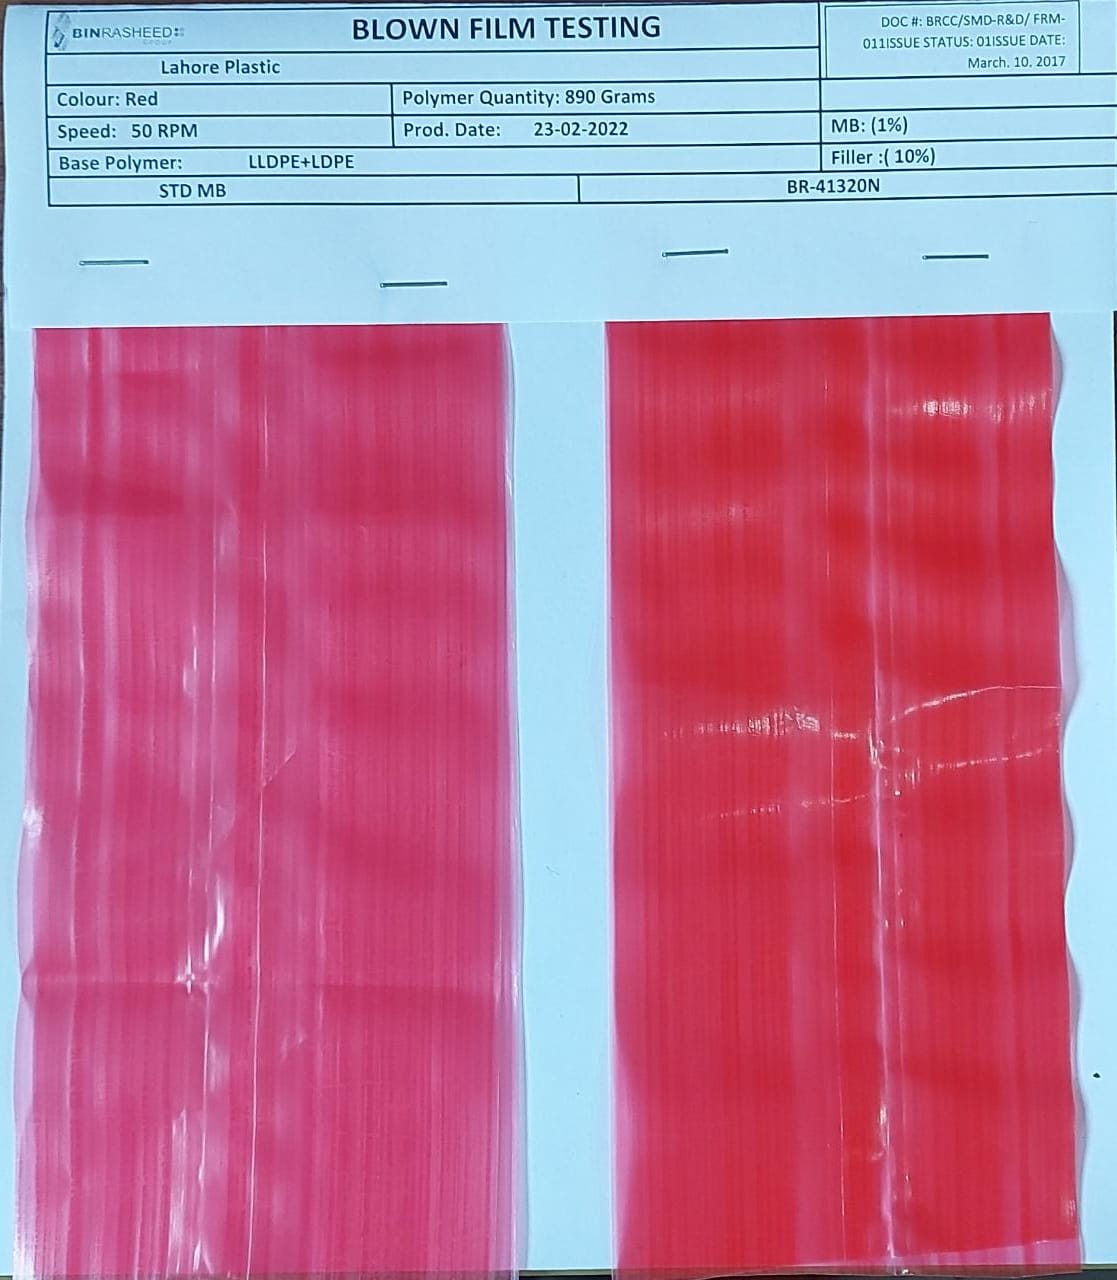 BINRASHEED
GROUP
BLOWN FILM TESTING
DOC #: BRCC/SMD-R&D/ FRM-
011ISSUE STATUS: 01ISSUE DATE:
March. 10. 2017
Lahore Plastic
Colour: Red
Polymer Quantity: 890 Grams
Speed: 50 RPM
Prod. Date: 23-02-2022
MB: (1%)
Base Polymer: LLDPE+LDPE
Filler :( 10%)
STD MB
BR-41320N